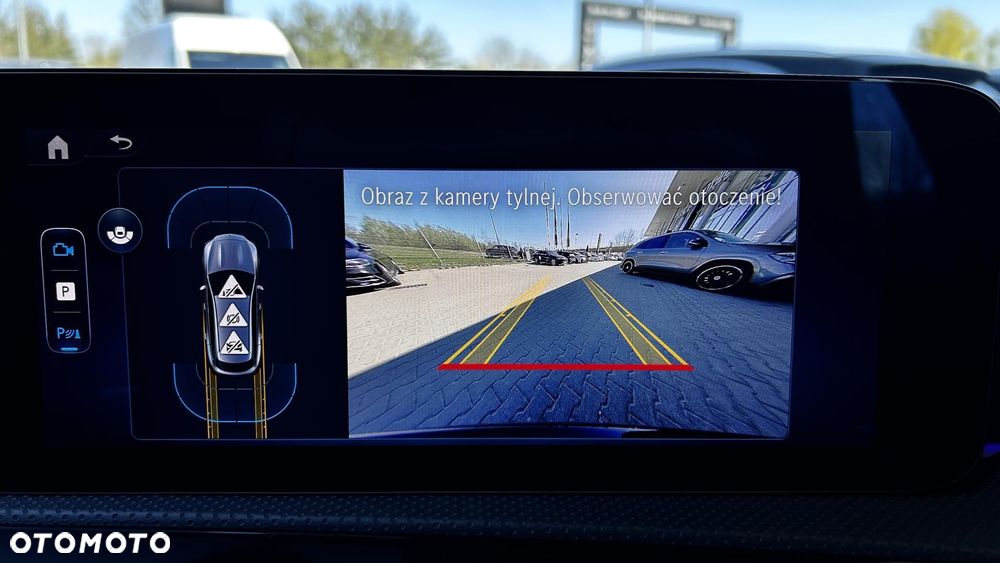 Obraz z kamery tylnej. Obserwować otoczenie!
P
P
OTOMOTO